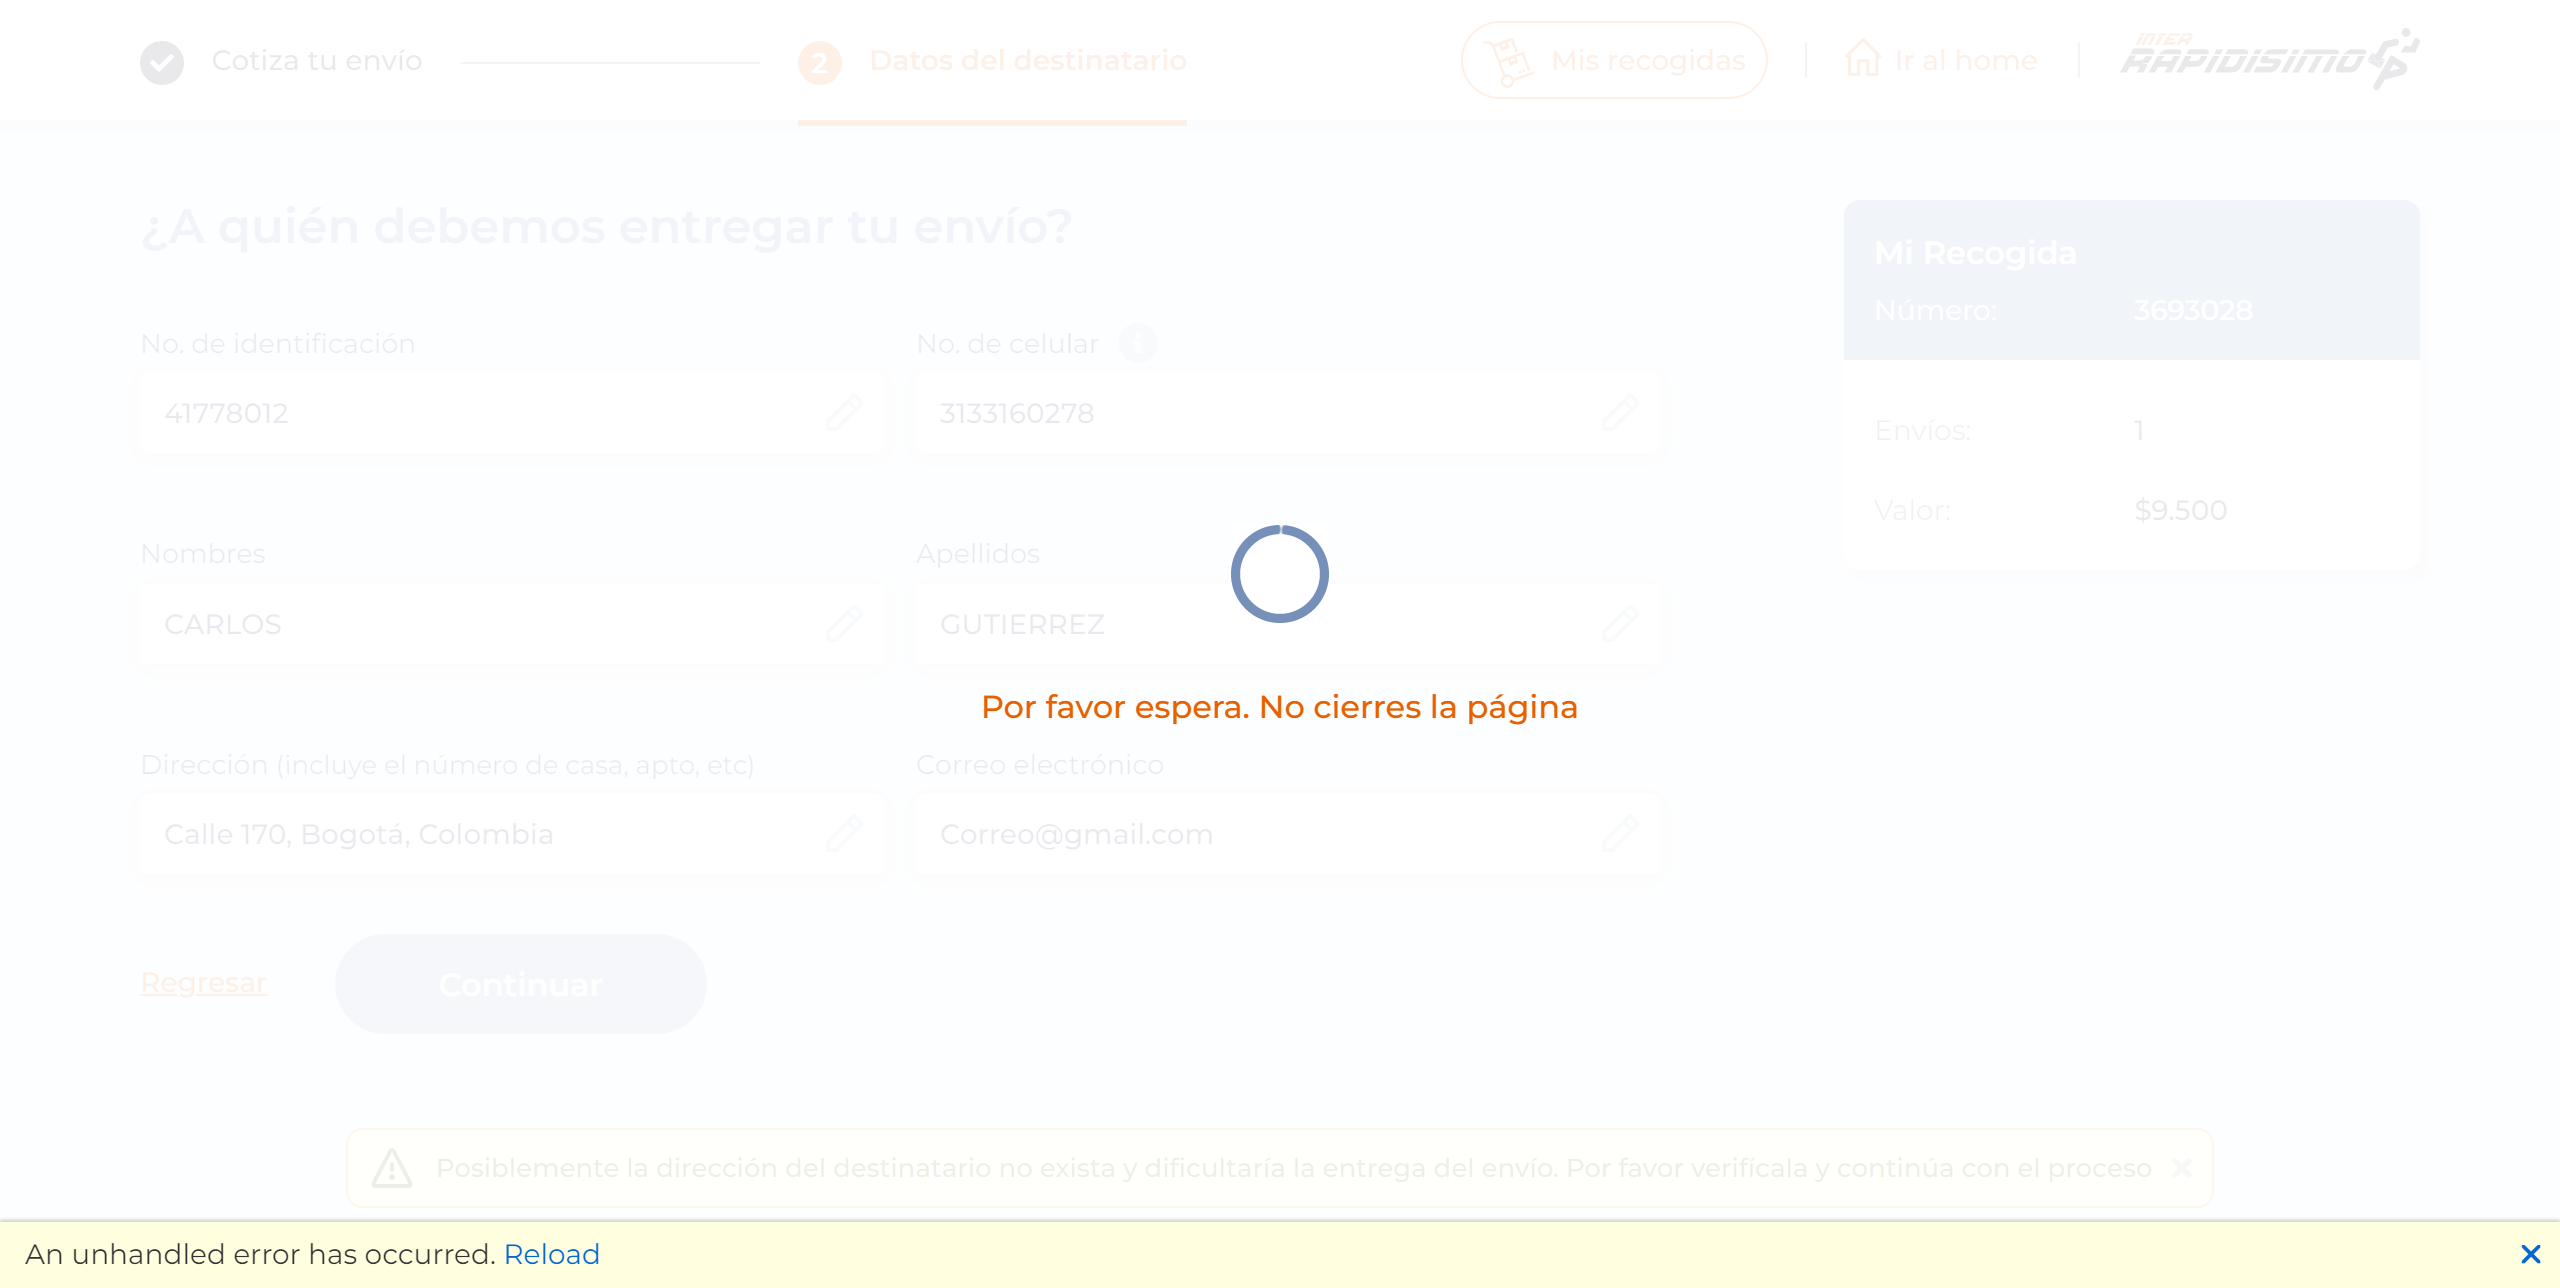 Cotiza tu envío
2 Datos del destinatario
Mis recogidas
Ir al home
INTER
RAPIDISIMO
¿A quién debemos entregar tu envío?
Mi Recogida
Número: 3693028
Envíos: 1
Valor: $9.500
No. de identificación
No. de celular
41778012
3133160278
Nombres
Apellidos
CARLOS
GUTIERREZ
Por favor espera. No cierres la página
Dirección (incluye el número de casa, apto, etc)
Correo electrónico
Calle 170, Bogotá, Colombia
Correo@gmail.com
Regresar
Continuar
Posiblemente la dirección del destinatario no exista y dificultaría la entrega del envío. Por favor verifícala y continúa con el proceso
An unhandled error has occurred. Reload